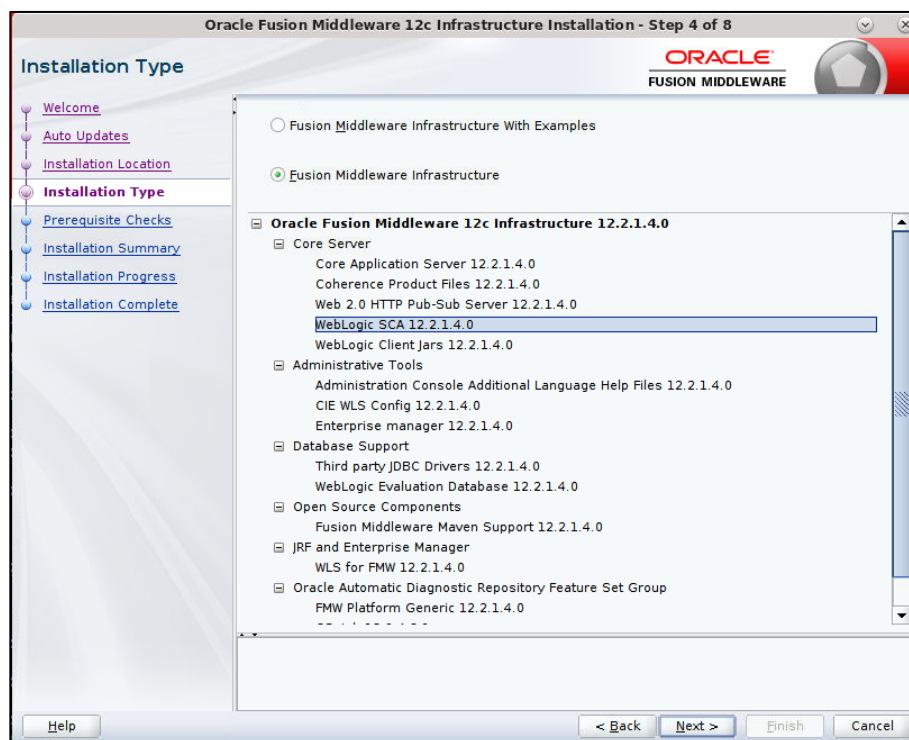 Oracle Fusion Middleware 12c Infrastructure Installation - Step 4 of 8
Installation Type
ORACLE
FUSION MIDDLEWARE
Welcome
Auto Updates
Installation Location
Installation Type
Prerequisite Checks
Installation Summary
Installation Progress
Installation Complete
Fusion Middleware Infrastructure With Examples
Fusion Middleware Infrastructure
Oracle Fusion Middleware 12c Infrastructure 12.2.1.4.0
Core Server
Core Application Server 12.2.1.4.0
Coherence Product Files 12.2.1.4.0
Web 2.0 HTTP Pub-Sub Server 12.2.1.4.0
WebLogic SCA 12.2.1.4.0
WebLogic Client Jars 12.2.1.4.0
Administrative Tools
Administration Console Additional Language Help Files 12.2.1.4.0
CIE WLS Config 12.2.1.4.0
Enterprise manager 12.2.1.4.0
Database Support
Third party JDBC Drivers 12.2.1.4.0
WebLogic Evaluation Database 12.2.1.4.0
Open Source Components
Fusion Middleware Maven Support 12.2.1.4.0
JRF and Enterprise Manager
WLS for FMW 12.2.1.4.0
Oracle Automatic Diagnostic Repository Feature Set Group
FMW Platform Generic 12.2.1.4.0
Help
< Back
Next >
Finish
Cancel